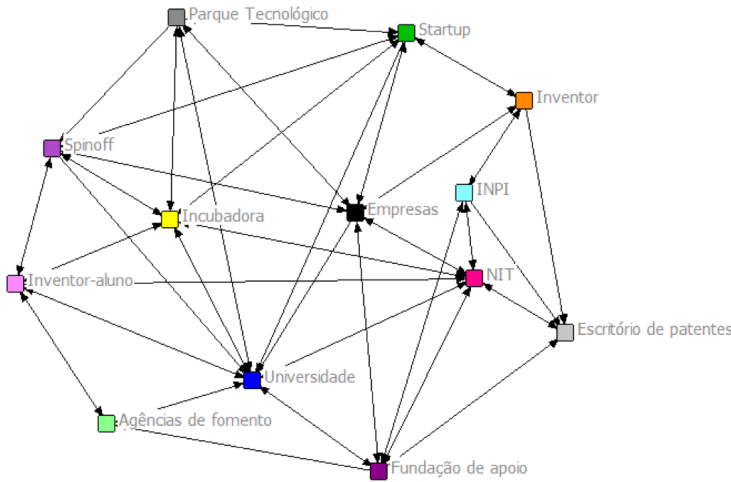 Parque Tecnológico
Startup
Inventor
Spinoff
INPI
Empresas
Incubadora
NIT
Inventor-aluno
Escritório de patentes
Universidade
Agências de fomento
Fundação de apoio